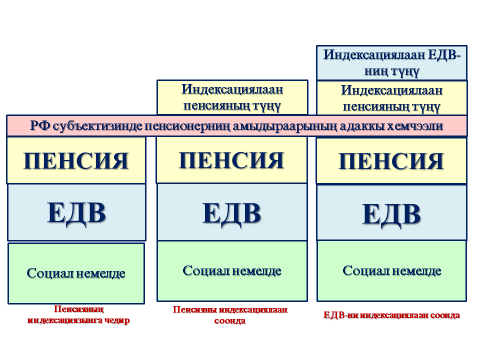 Индексациялаан ЕДВ-
ниң түңү
Индексациялаан
пенсияның түңү
Индексациялаан
пенсияның түңү
РФ субъектизинде пенсионерниң амыдыраарының адаккы хемчээли
ПЕНСИЯ
ПЕНСИЯ
ПЕНСИЯ
ЕДВ
ЕДВ
ЕДВ
Социал немелде
Социал немелде
Социал немелде
Пенсияның
индексациязынга чедир
Пенсияны индексациялаан
соонда
ЕДВ-ни индексациялаан соонда